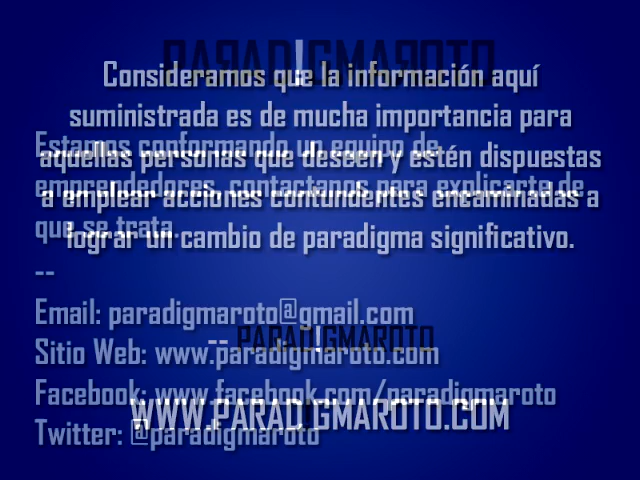 PARADIGMAROTO
Consideramos que la información aquí
suministrada es de mucha importancia para
aquellas personas que deseen y estén dispuestas
a emplear acciones contundentes encaminadas a
lograr un cambio de paradigma significativo.
-- PARAD!GMAROTO
WWW.PARADIGMAROTO.COM
Estamos conformando un equipo de
emprendedores, contactanos para explicarte de
que se trata.
--
Email: paradigmaroto@gmail.com
Sitio Web: www.paradigmaroto.com
Facebook: www.facebook.com/paradigmaroto
Twitter: @paradigmaroto